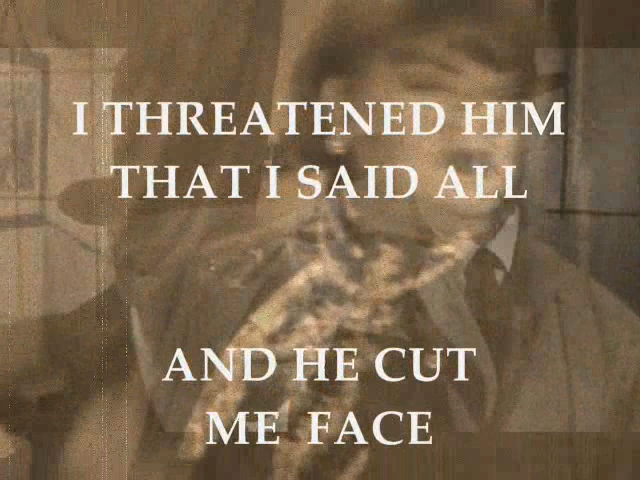 I THREATENED HIM
THAT I SAID ALL
AND HE CUT
ME FACE